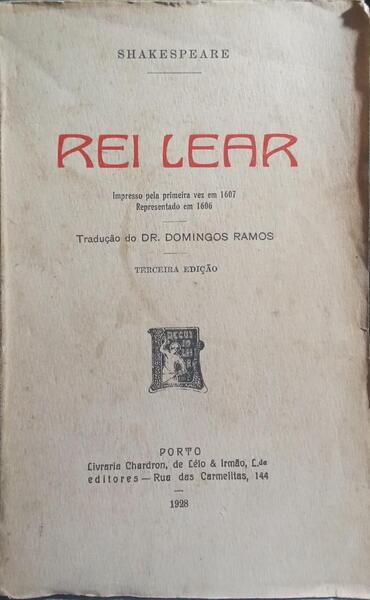 SHAKESPEARE
REI LEAR
Impresso pela primeira vez em 1607
Representado em 1606
Tradução do DR. DOMINGOS RAMOS
TERCEIRA EDIÇÃO
PORTO
Livraria Chardron, de Lélo & Irmão, L.da
editores — Rua das Carmelitas, 144
1928